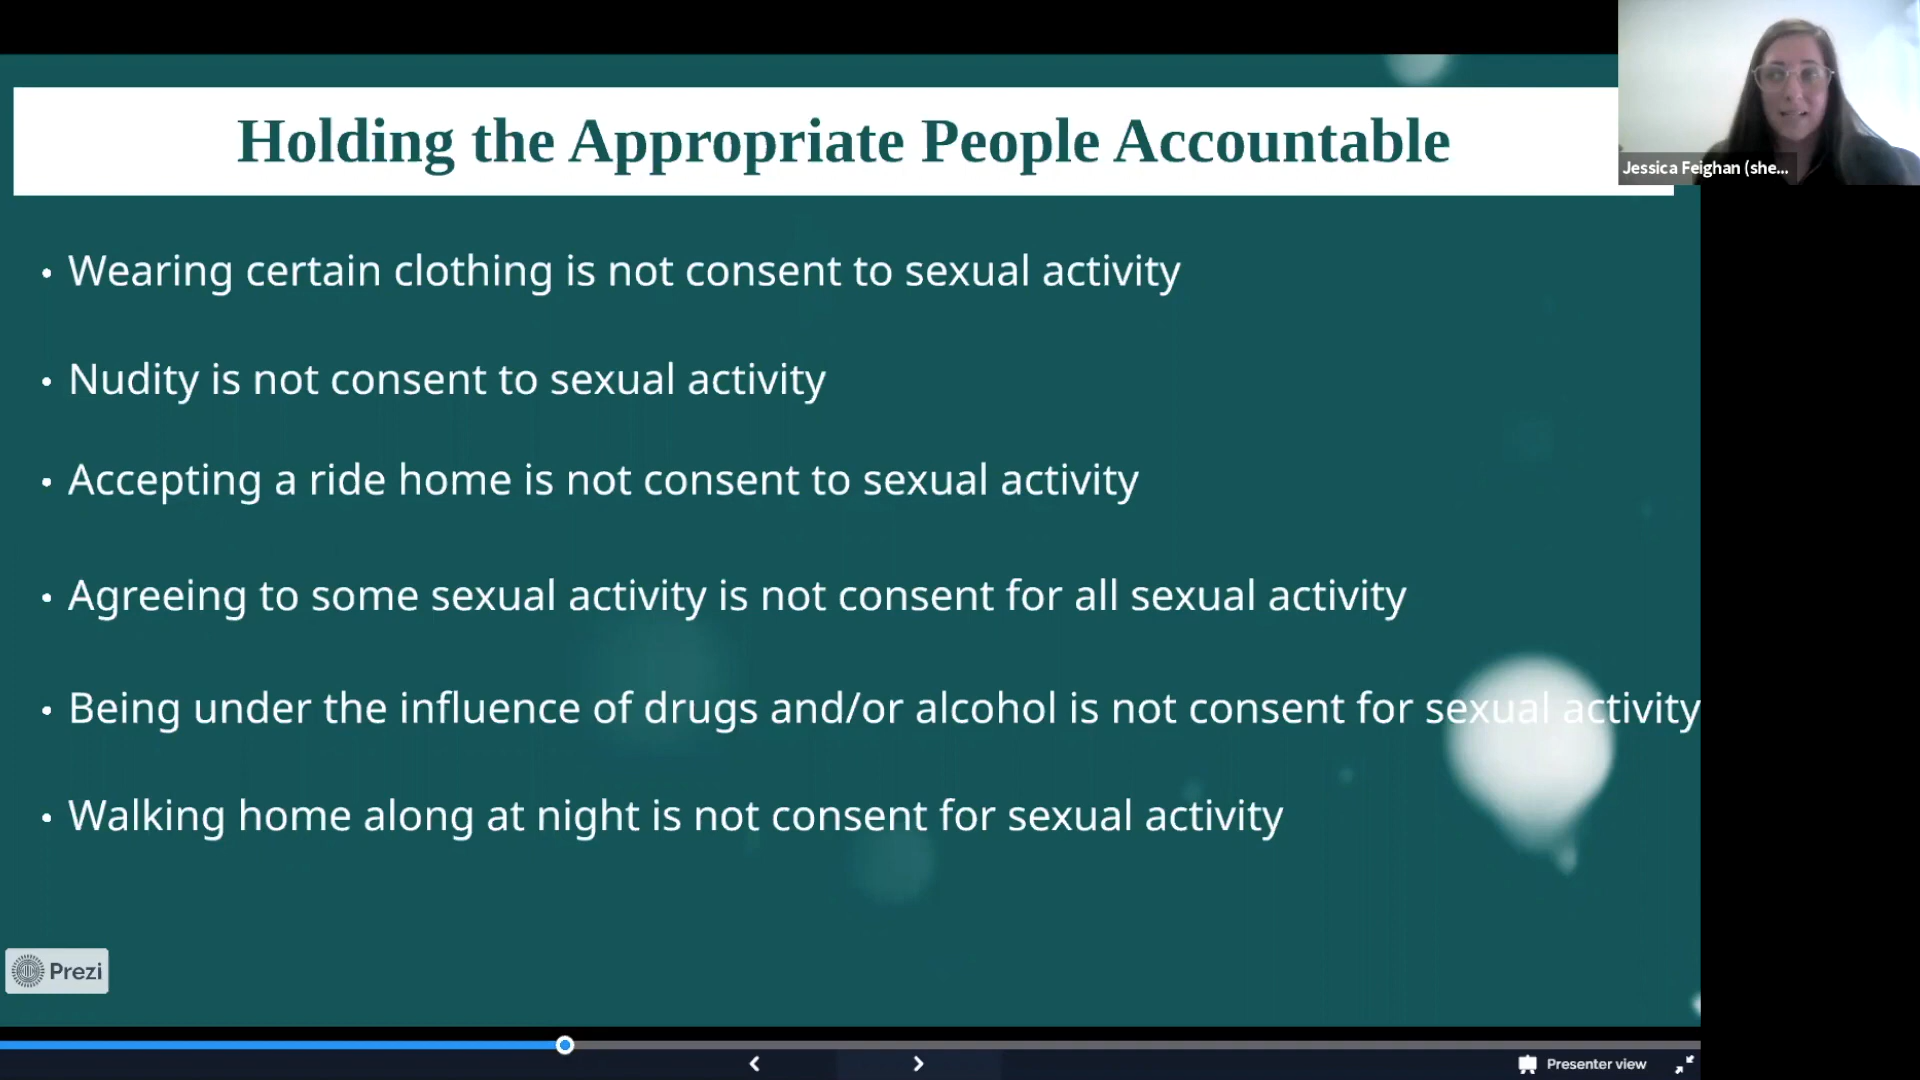 Holding the Appropriate People Accountable
Jessica Feighan (she...
• Wearing certain clothing is not consent to sexual activity
• Nudity is not consent to sexual activity
• Accepting a ride home is not consent to sexual activity
• Agreeing to some sexual activity is not consent for all sexual activity
• Being under the influence of drugs and/or alcohol is not consent for sexual activity
• Walking home along at night is not consent for sexual activity
Prezi
Presenter view